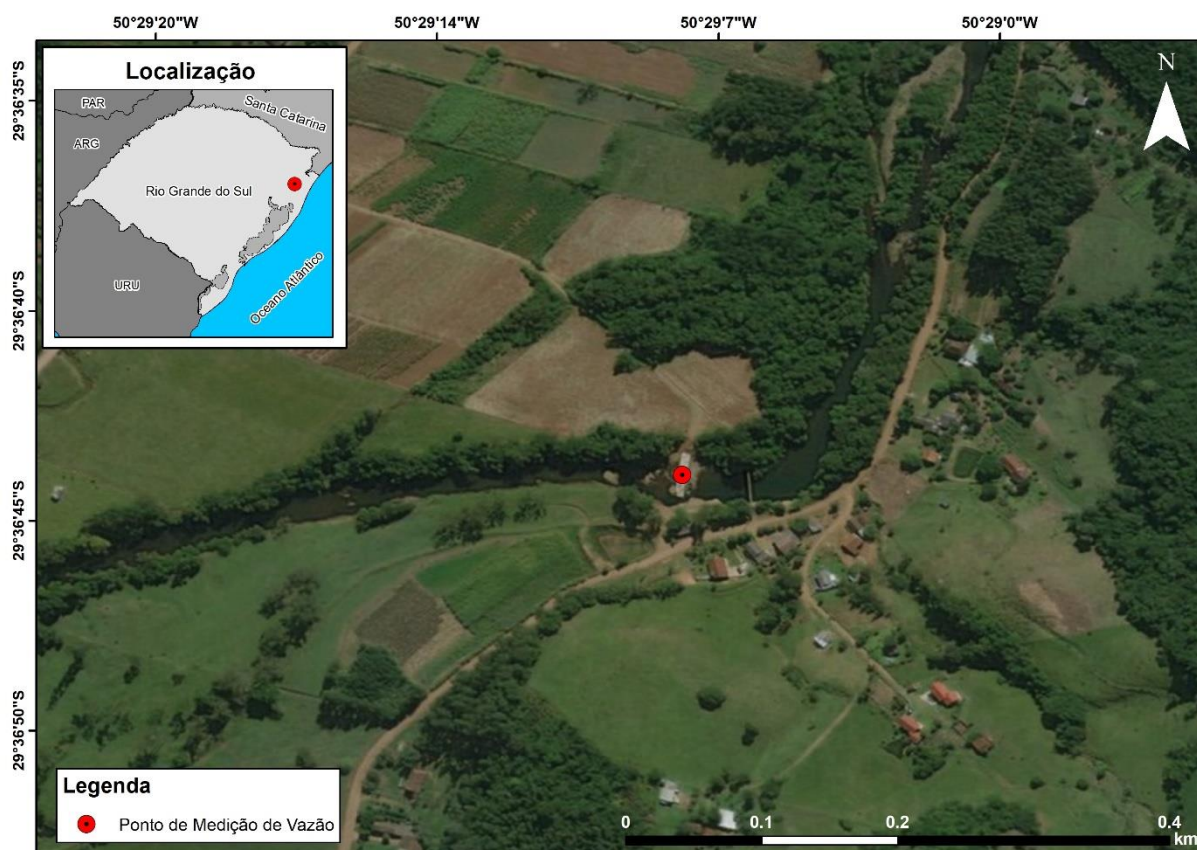 50°29'20"W 50°29'14"W 50°29'7"W 50°29'0"W
Localização
PAR
Santa Catarina
ARG
Rio Grande do Sul
URU
Oceano Atlântico
N
29°36'35"S
29°36'40"S
29°36'45"S
29°36'50"S
Legenda
Ponto de Medição de Vazão
0 0.1 0.2 0.4
km